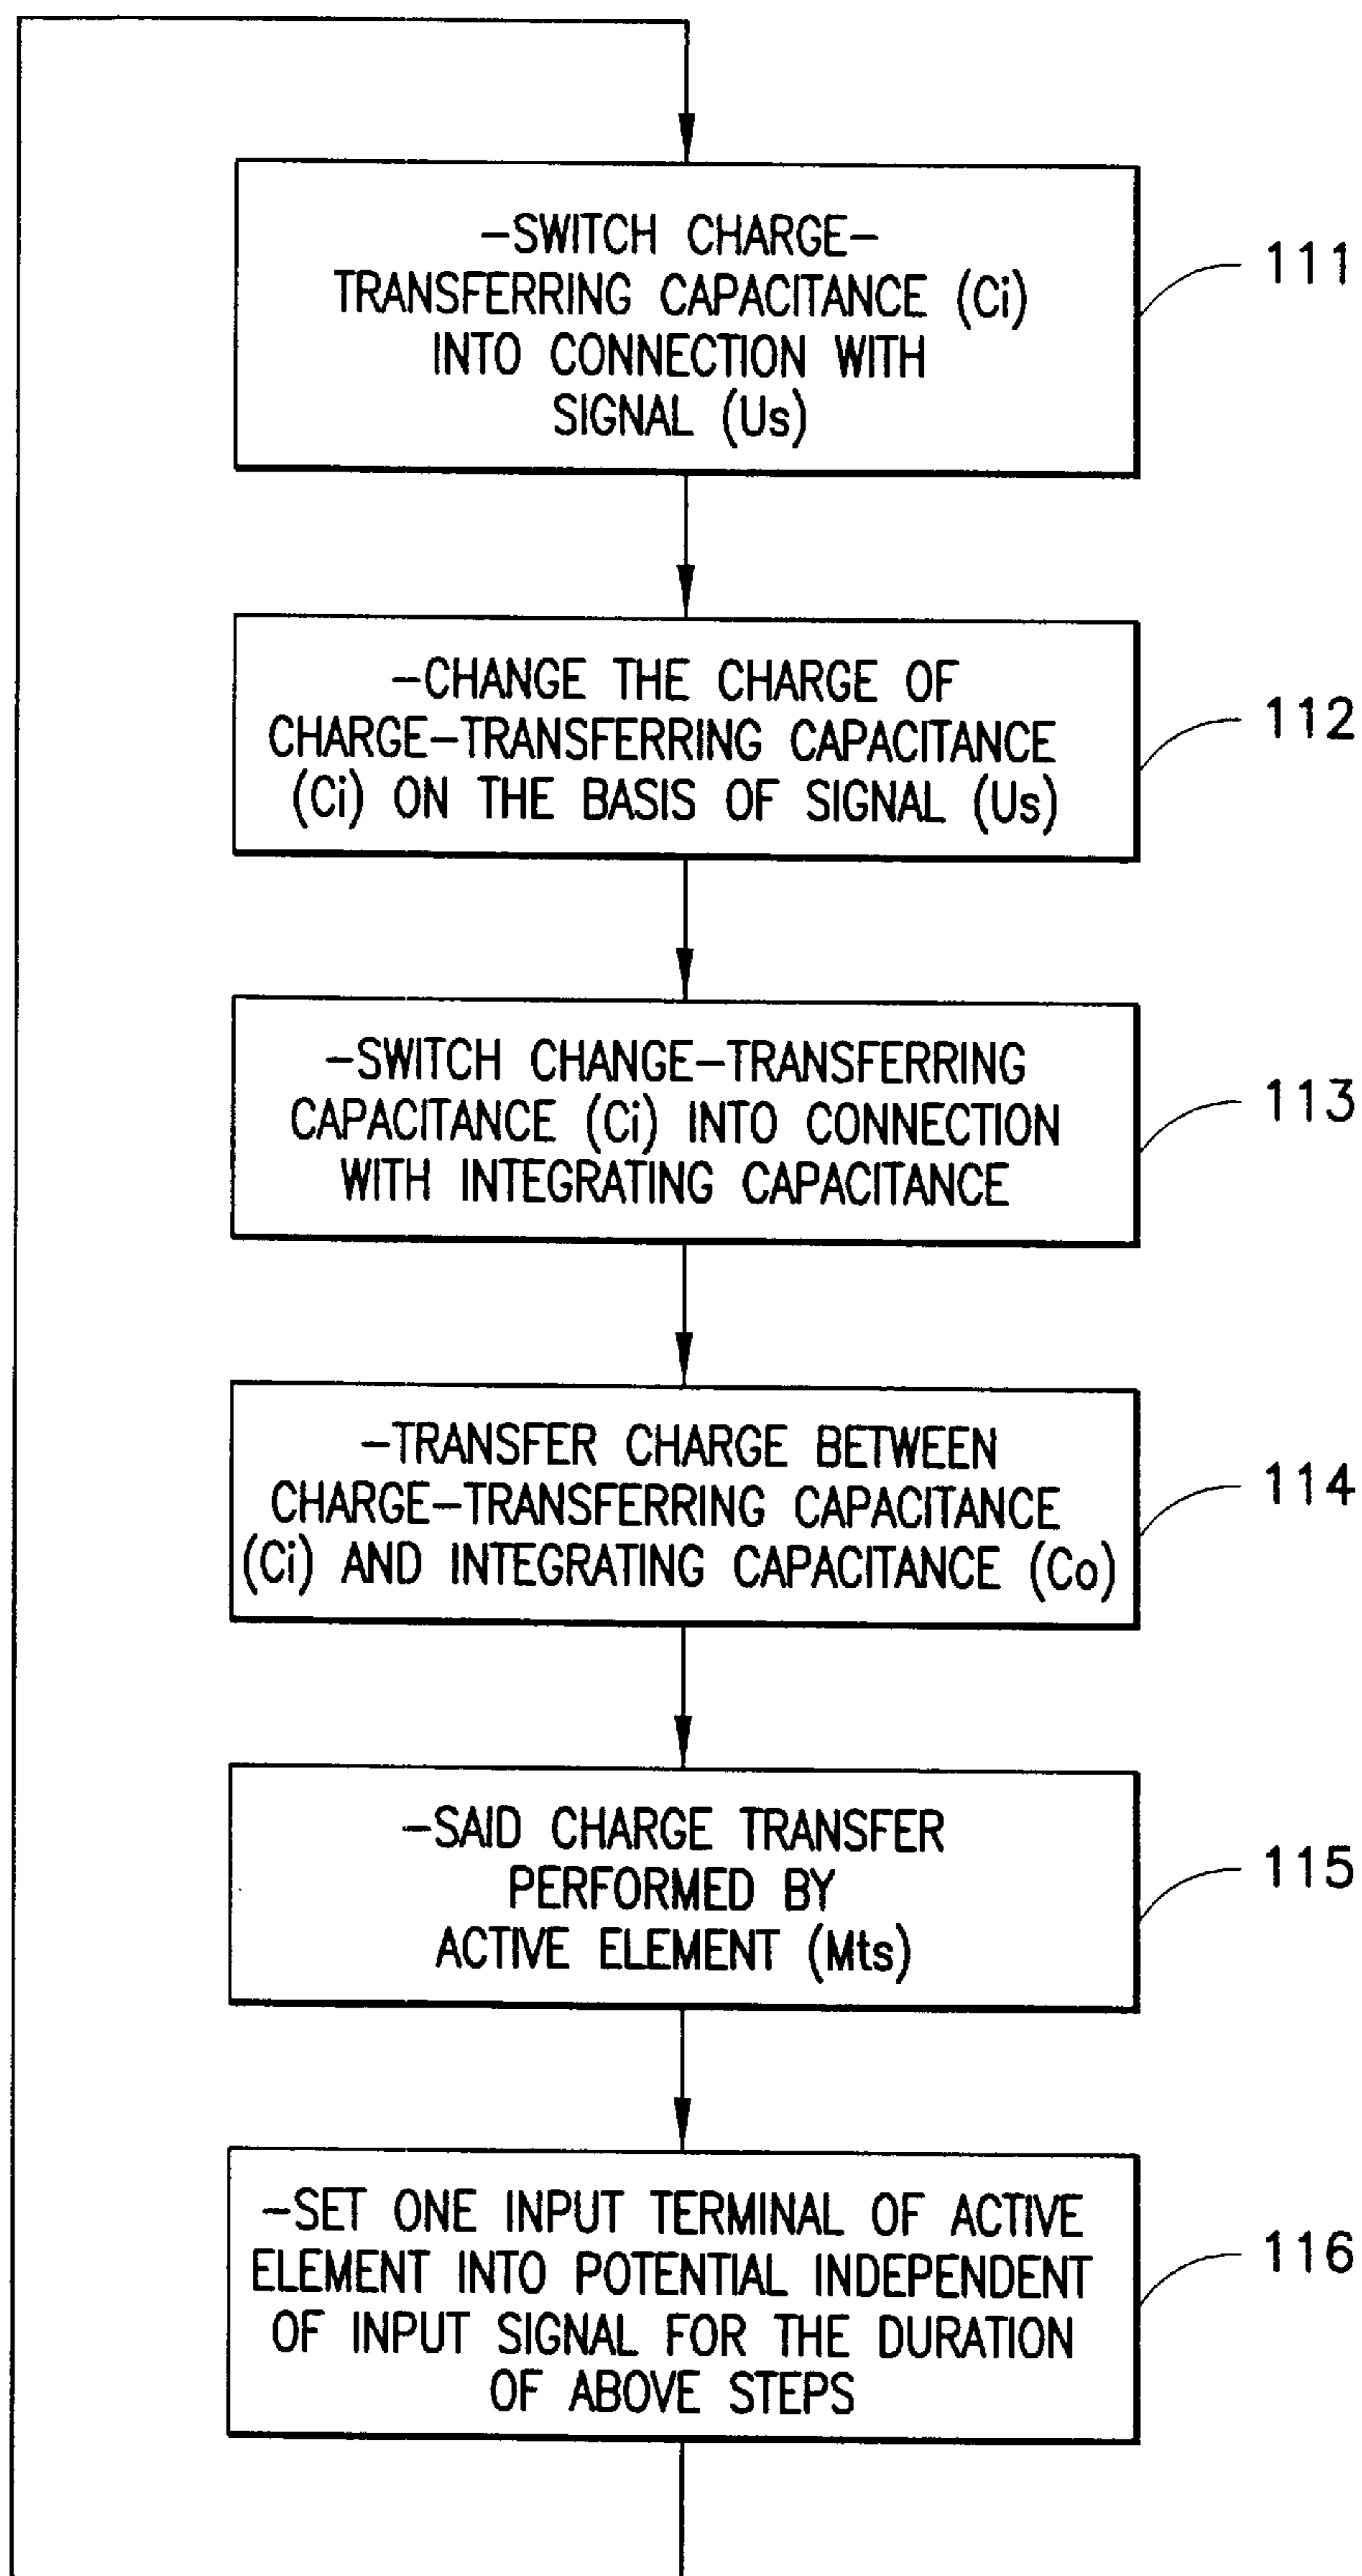 -SWITCH CHARGE-
TRANSFERRING CAPACITANCE (Ci)
INTO CONNECTION WITH
SIGNAL (Us)
111
-CHANGE THE CHARGE OF
CHARGE-TRANSFERRING CAPACITANCE
(Ci) ON THE BASIS OF SIGNAL (Us)
112
-SWITCH CHANGE-TRANSFERRING
CAPACITANCE (Ci) INTO CONNECTION
WITH INTEGRATING CAPACITANCE
113
-TRANSFER CHARGE BETWEEN
CHARGE-TRANSFERRING CAPACITANCE
(Ci) AND INTEGRATING CAPACITANCE (Co)
114
-SAID CHARGE TRANSFER
PERFORMED BY
ACTIVE ELEMENT (Mts)
115
-SET ONE INPUT TERMINAL OF ACTIVE
ELEMENT INTO POTENTIAL INDEPENDENT
OF INPUT SIGNAL FOR THE DURATION
OF ABOVE STEPS
116